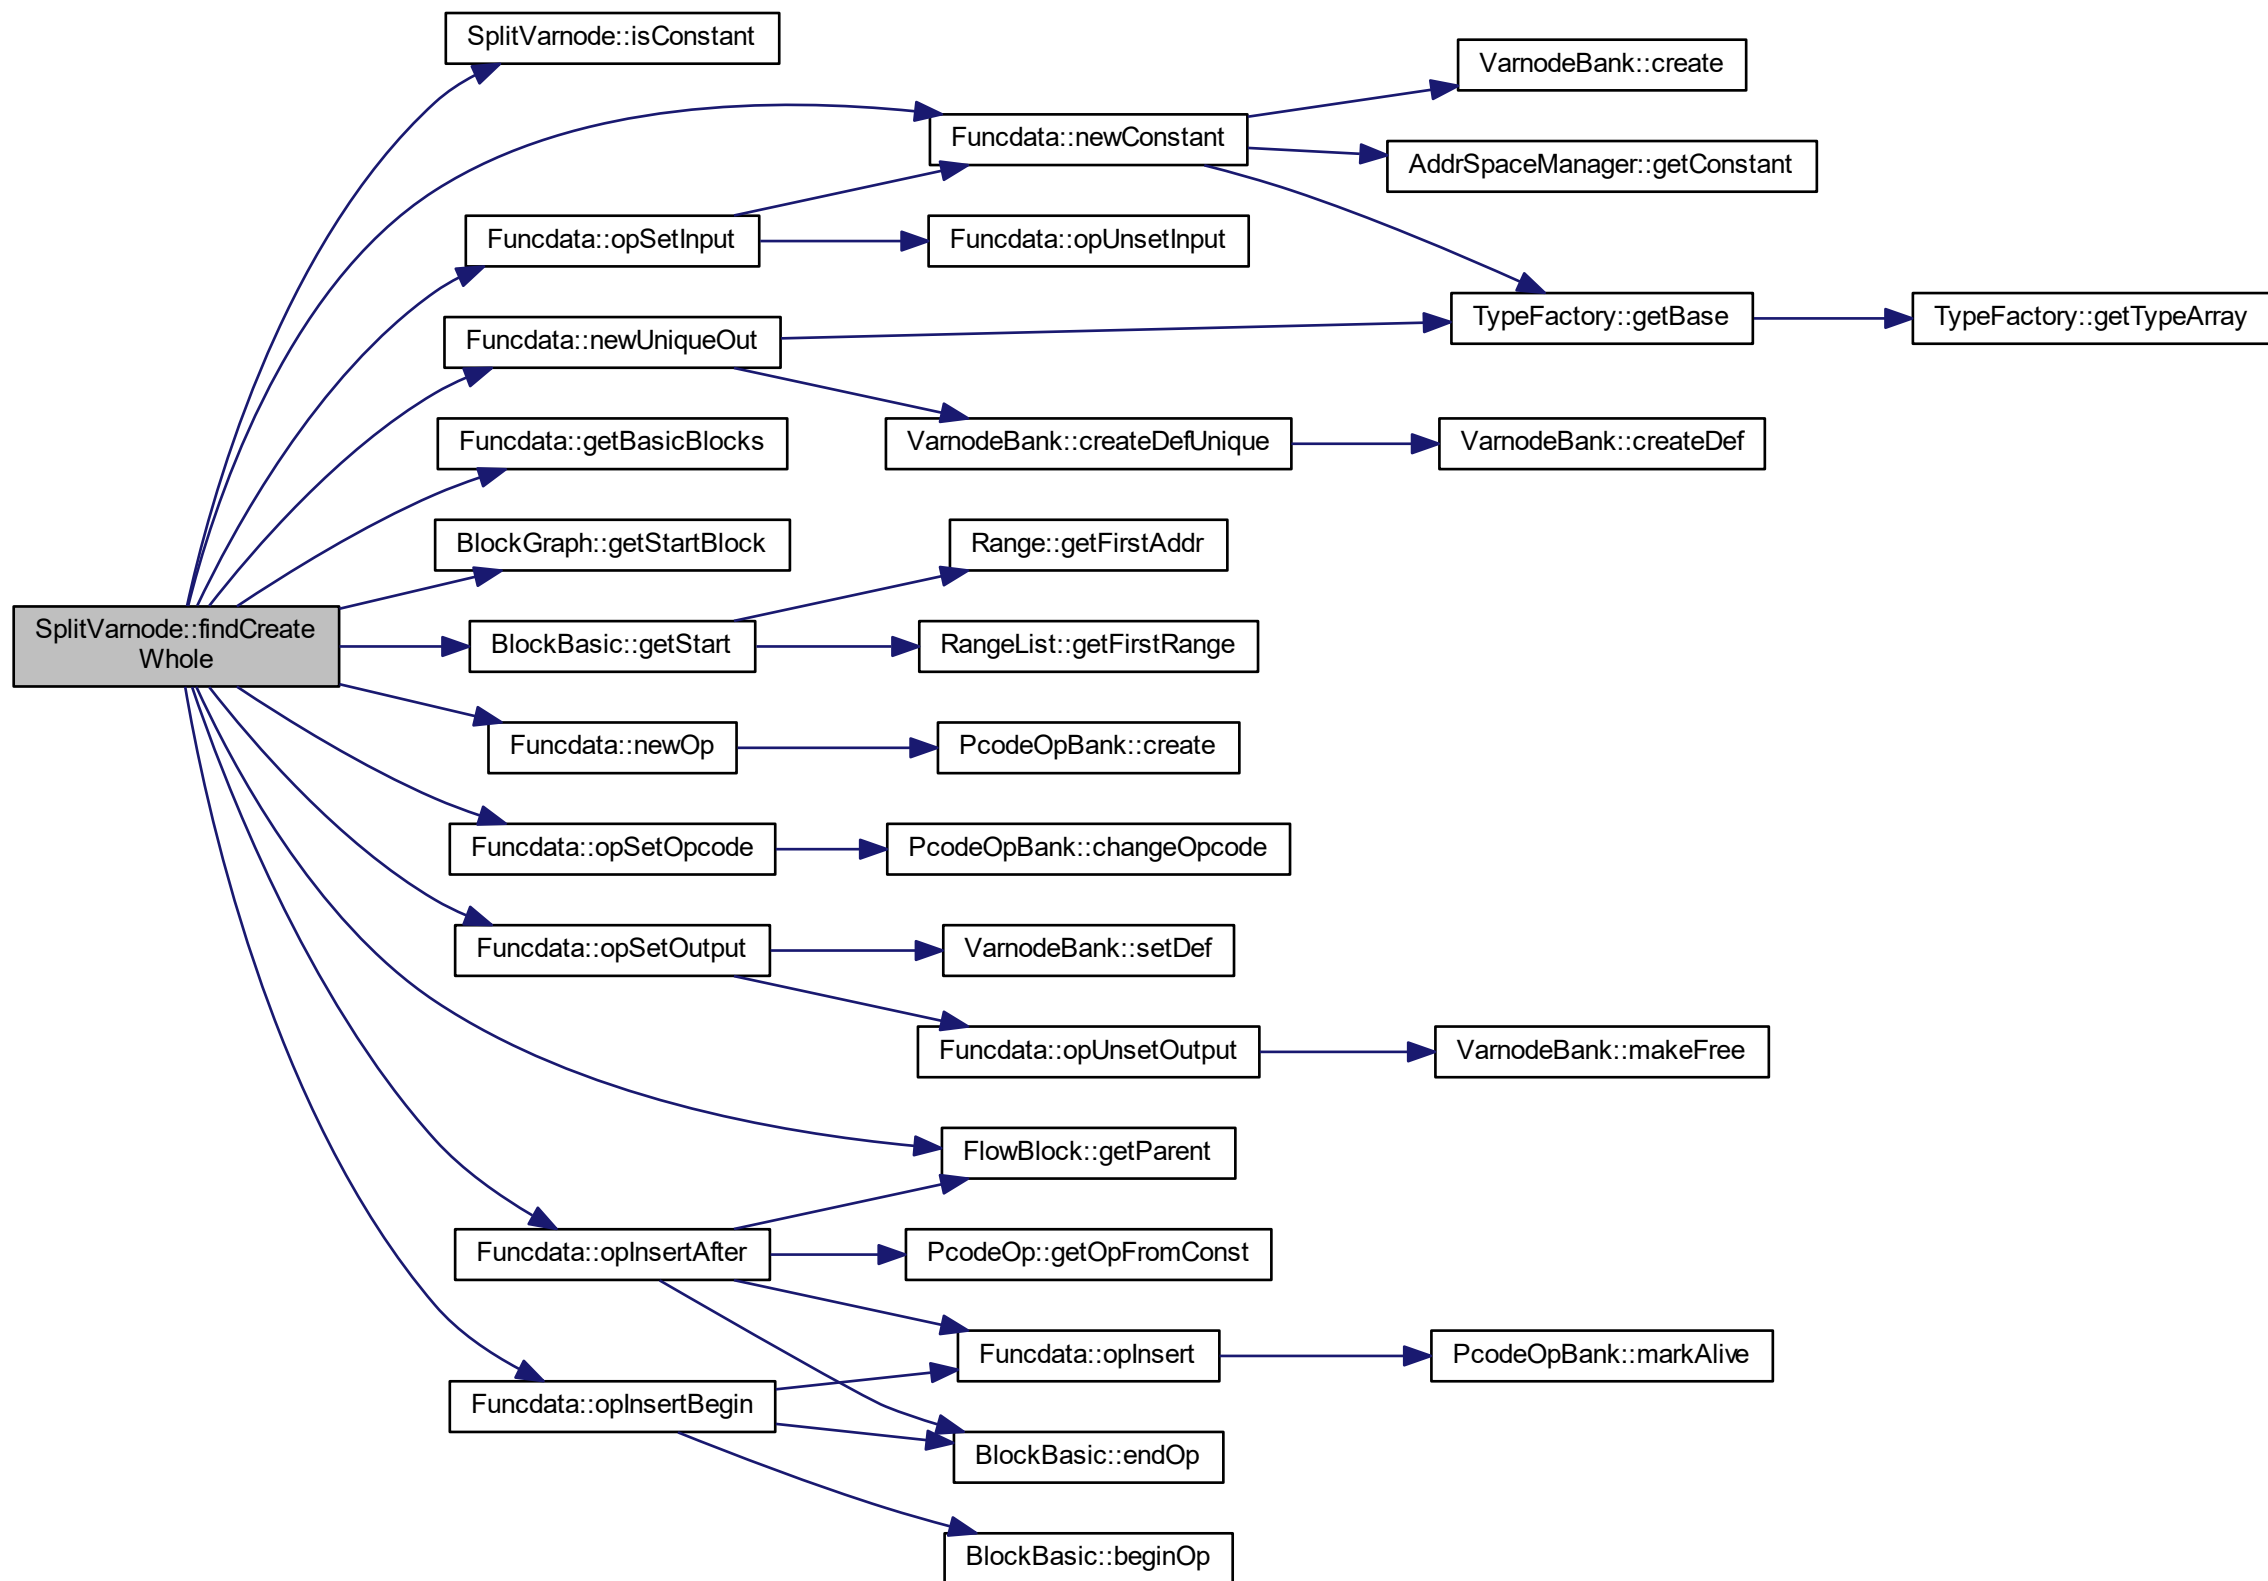 SplitVarnode::isConstant
VarnodeBank::create
Funcdata::newConstant
AddrSpaceManager::getConstant
Funcdata::opSetInput
Funcdata::opUnsetInput
TypeFactory::getBase
TypeFactory::getTypeArray
Funcdata::newUniqueOut
Funcdata::getBasicBlocks
VarnodeBank::createDefUnique
VarnodeBank::createDef
BlockGraph::getStartBlock
Range::getFirstAddr
SplitVarnode::findCreate
Whole
BlockBasic::getStart
RangeList::getFirstRange
Funcdata::newOp
PcodeOpBank::create
Funcdata::opSetOpcode
PcodeOpBank::changeOpcode
Funcdata::opSetOutput
VarnodeBank::setDef
Funcdata::opUnsetOutput
VarnodeBank::makeFree
FlowBlock::getParent
Funcdata::opInsertAfter
PcodeOp::getOpFromConst
Funcdata::opInsert
PcodeOpBank::markAlive
Funcdata::opInsertBegin
BlockBasic::endOp
BlockBasic::beginOp